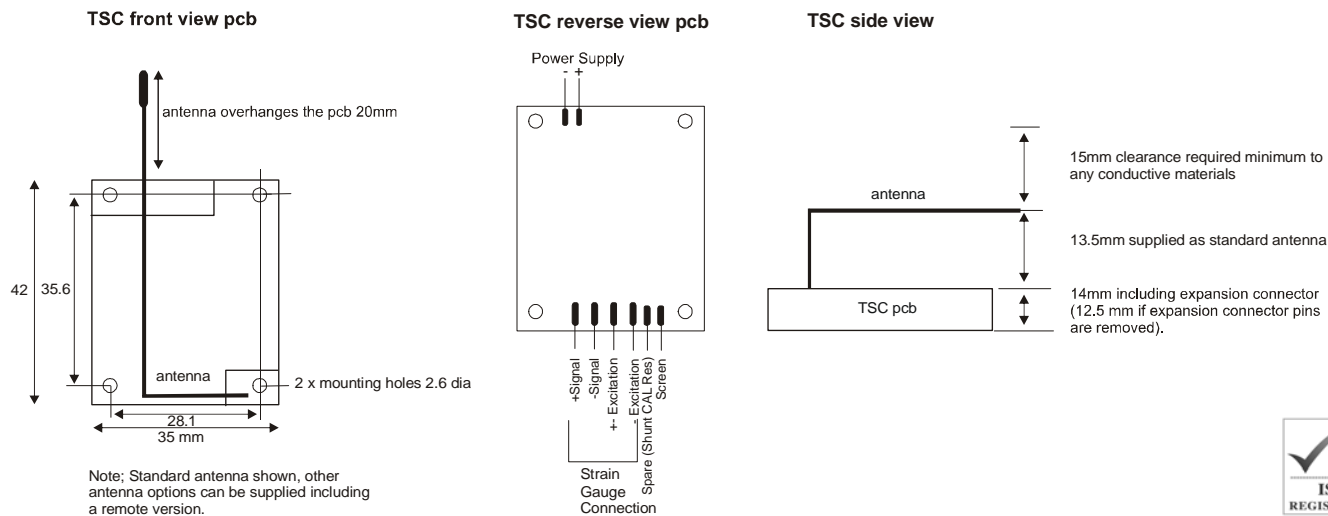 TSC front view pcb
antenna overhanges the pcb 20mm
42
35.6
antenna
2 x mounting holes 2.6 dia
28.1
35 mm
Note; Standard antenna shown, other
antenna options can be supplied including
a remote version.
TSC reverse view pcb
Power Supply
- +
+Signal
-Signal
+- Excitation
- Excitation
Spare (Shunt CAL Res)
Screen
Strain
Gauge
Connection
TSC side view
antenna
TSC pcb
15mm clearance required minimum to
any conductive materials
13.5mm supplied as standard antenna
14mm including expansion connector
(12.5 mm if expansion connector pins
are removed).